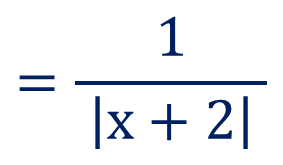 = 1/|x + 2|